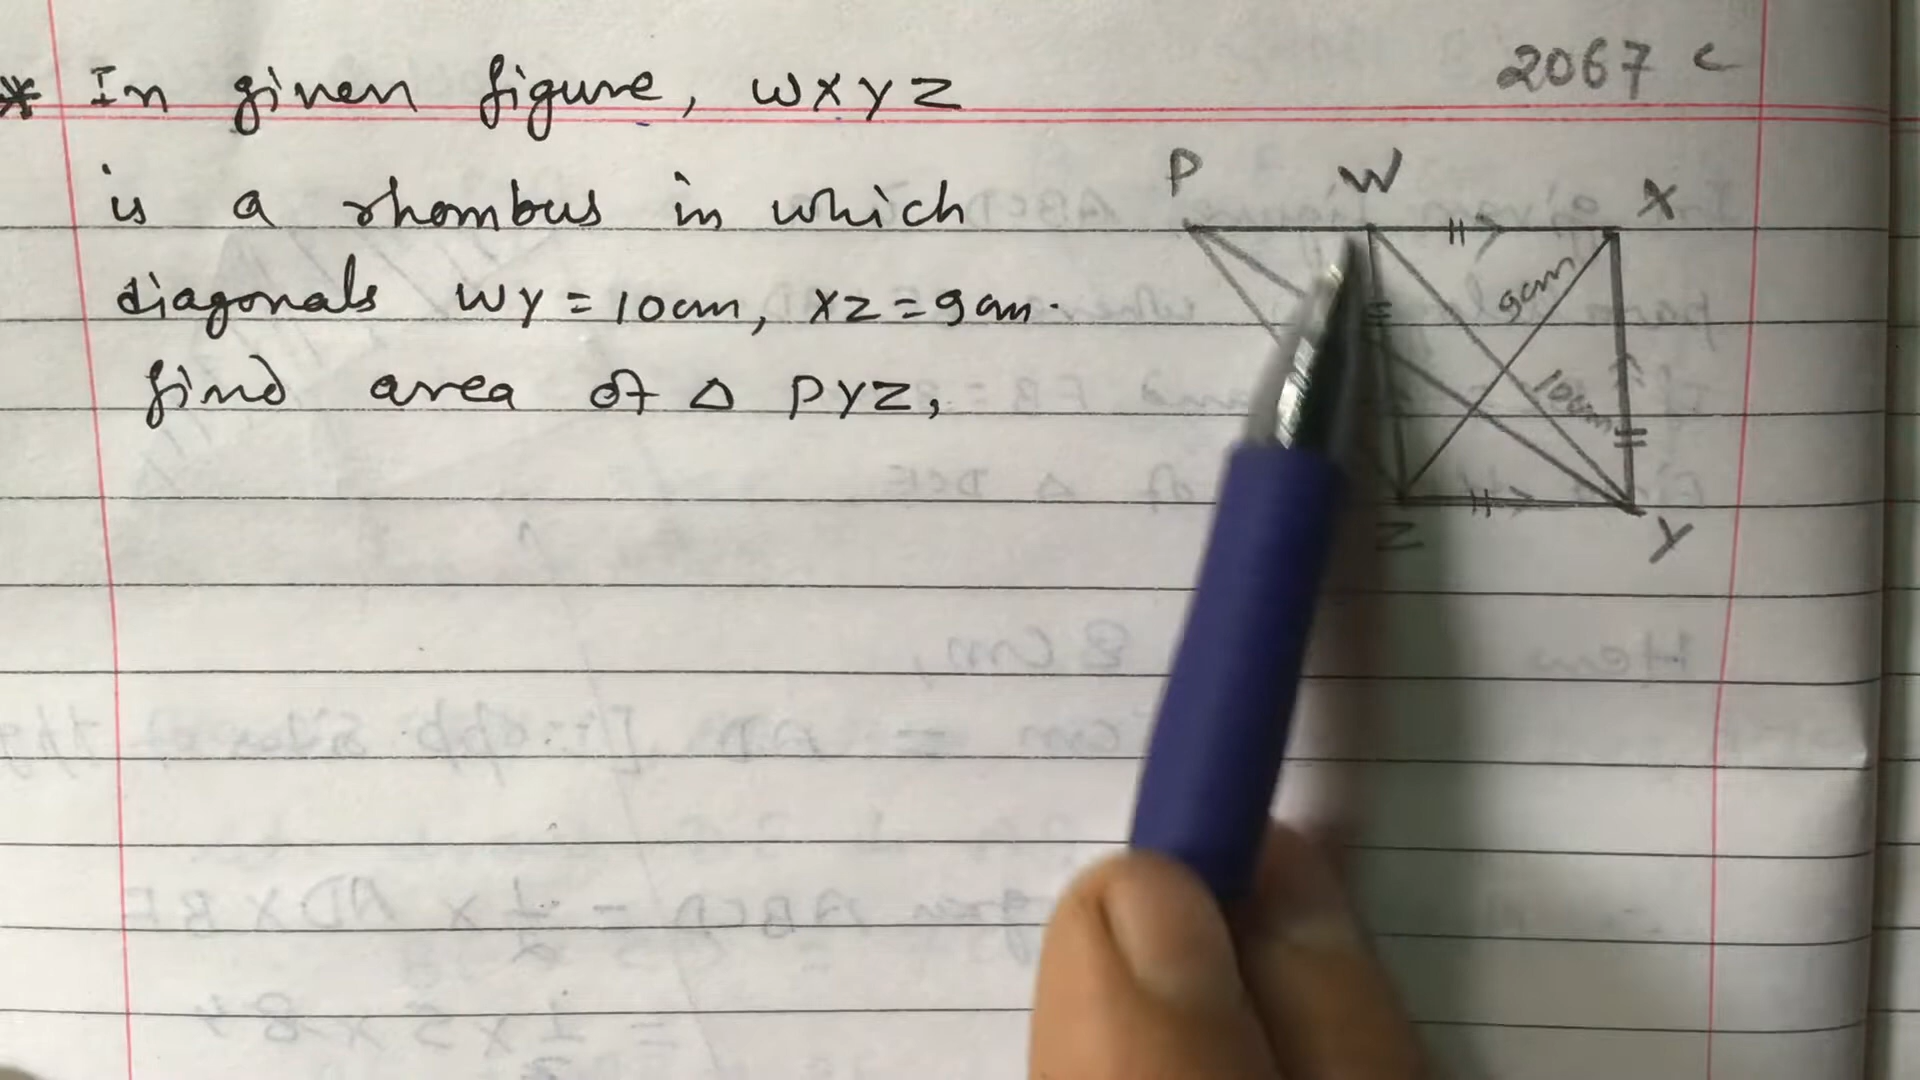 2067 c
* In given figure, WXYZ
is a rhombus in which
diagonals WY = 10cm, XZ = 9cm.
find area of △ PYZ,
P W X
9cm
10cm
Z Y